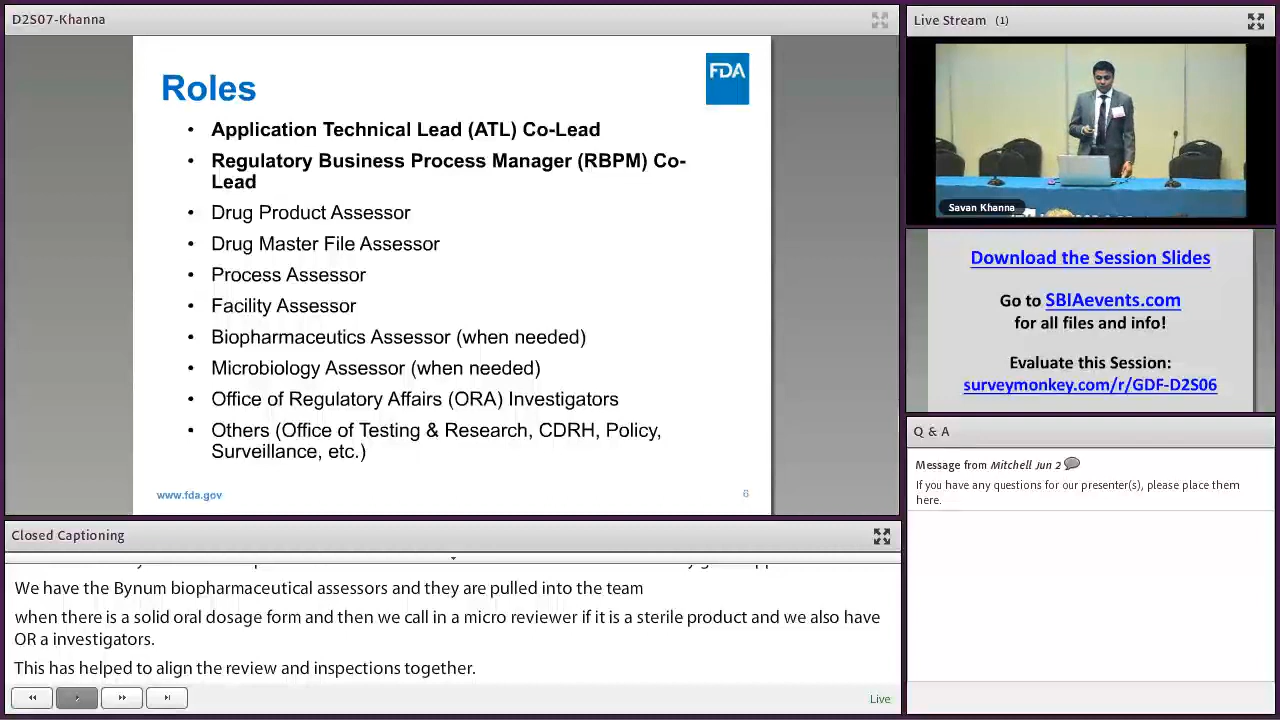 D2S07-Khanna
FDA
Roles
• Application Technical Lead (ATL) Co-Lead
• Regulatory Business Process Manager (RBPM) Co-
Lead
• Drug Product Assessor
• Drug Master File Assessor
• Process Assessor
• Facility Assessor
• Biopharmaceutics Assessor (when needed)
• Microbiology Assessor (when needed)
• Office of Regulatory Affairs (ORA) Investigators
• Others (Office of Testing & Research, CDRH, Policy,
Surveillance, etc.)
www.fda.gov
6
Closed Captioning
We have the Bynum biopharmaceutical assessors and they are pulled into the team
when there is a solid oral dosage form and then we call in a micro reviewer if it is a sterile product and we also have
OR a investigators.
This has helped to align the review and inspections together.
Live
Live Stream (1)
Savan Khanna
Download the Session Slides
Go to SBIAevents.com
for all files and info!
Evaluate this Session:
surveymonkey.com/r/GDF-D2S06
Q & A
Message from Mitchell Jun 2
If you have any questions for our presenter(s), please place them
here.